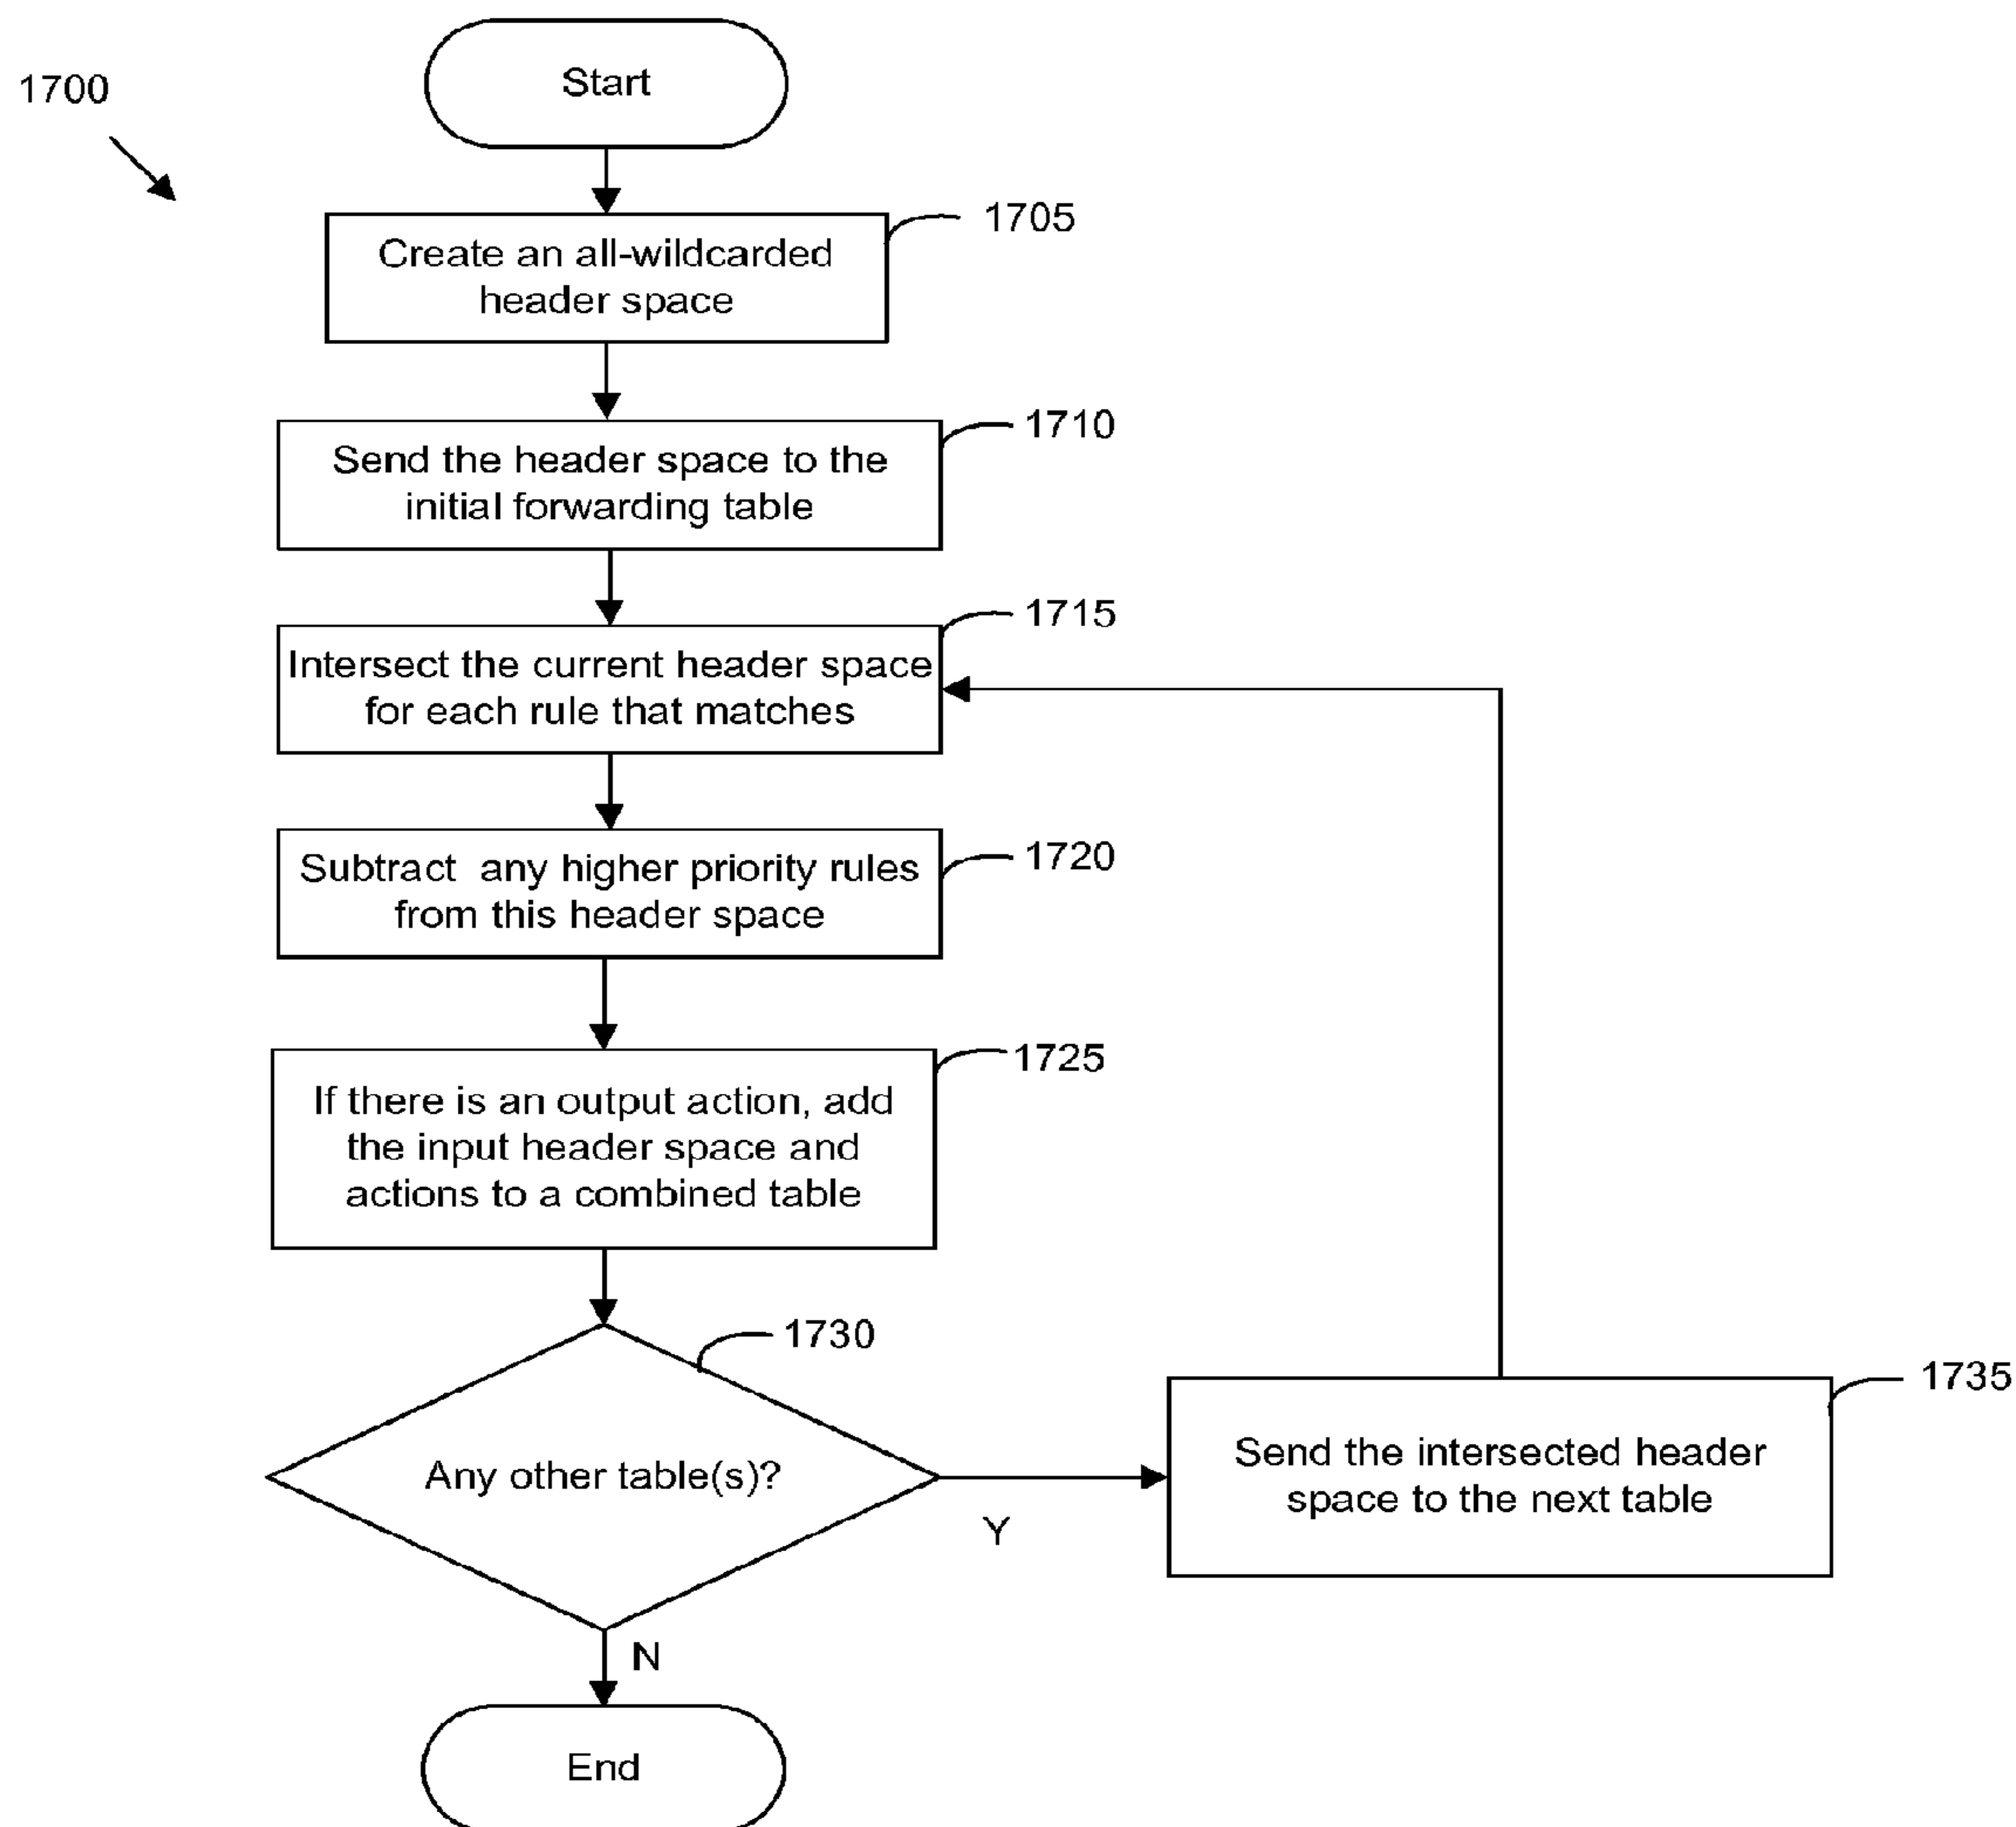 1700
Start
1705
Create an all-wildcarded
header space
1710
Send the header space to the
initial forwarding table
1715
Intersect the current header space
for each rule that matches
1720
Subtract any higher priority rules
from this header space
1725
If there is an output action, add
the input header space and
actions to a combined table
1730
Any other table(s)?
Y
1735
Send the intersected header
space to the next table
N
End